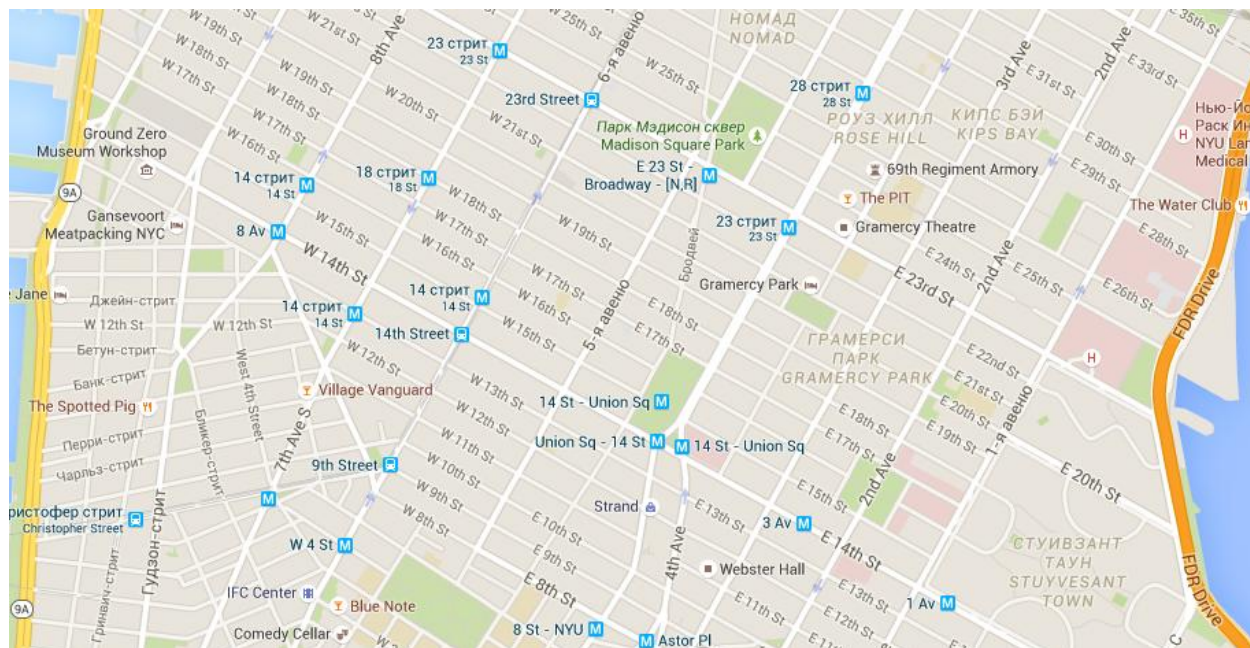 W 19th St
W 18th St
W 17th St
W 21st St
8th Ave
23 стрит
23 St
W 25th St
6-я авеню
НОМАД
NOMAD
3rd Ave
2nd Ave
E 35th St
E 33rd St
E 31st St
W 19th St
W 18th St
W 17th St
W 16th St
W 20th St
W 21st St
23rd Street
W 25th St
Парк Мэдисон сквер
Madison Square Park
28 стрит
28 St
РОУЗ ХИЛЛ
ROSE HILL
КИПС БЭЙ
KIPS BAY
E 30th St
E 29th St
Нью-Йо
Раск Ин
NYU Lan
Medical
H
Ground Zero
Museum Workshop
9A
14 стрит
14 St
18 стрит
18 St
E 23 St -
Broadway - [N,R]
69th Regiment Armory
The PIT
Gramercy Theatre
The Water Club
Gansevoort
Meatpacking NYC
8 Av
W 15th St
W 14th St
W 18th St
W 17th St
W 16th St
W 19th St
23 стрит
23 St
Бродвей
E 24th St
E 23rd St
2nd Ave
E 25th St
E 28th St
E 26th St
FDR Drive
e Jane
Джейн-стрит
W 12th St
W 12th St
14 стрит
14 St
14 стрит
14 St
14th Street
W 17th St
W 16th St
W 15th St
5-я авеню
E 18th St
E 17th St
Gramercy Park
ГРАМЕРСИ
ПАРК
GRAMERCY PARK
E 22nd St
E 21st St
E 20th St
E 19th St
H
Бетун-стрит
Банк-стрит
West 4th Street
W 12th St
Village Vanguard
The Spotted Pig
W 13th St
W 12th St
W 11th St
W 10th St
W 9th St
W 8th St
14 St - Union Sq
Union Sq - 14 St
14 St - Union Sq
E 18th St
E 17th St
E 15th St
2nd Ave
1-я авеню
E 20th St
Перри-стрит
Чарльз-стрит
Бликер-стрит
7th Ave S
9th Street
ристофер стрит
Christopher Street
Гудзон-стрит
W 4 St
Strand
E 10th St
E 9th St
E 8th St
4th Ave
E 13th St
3 Av
E 14th St
СТУИВЗАНТ
ТАУН
STUYVESANT
TOWN
FDR Drive
Webster Hall
IFC Center
Blue Note
Comedy Cellar
9A
Гринвич-стрит
8 St - NYU
Astor Pl
E 11th St
E 13th St
E 12th St
1 Av
C